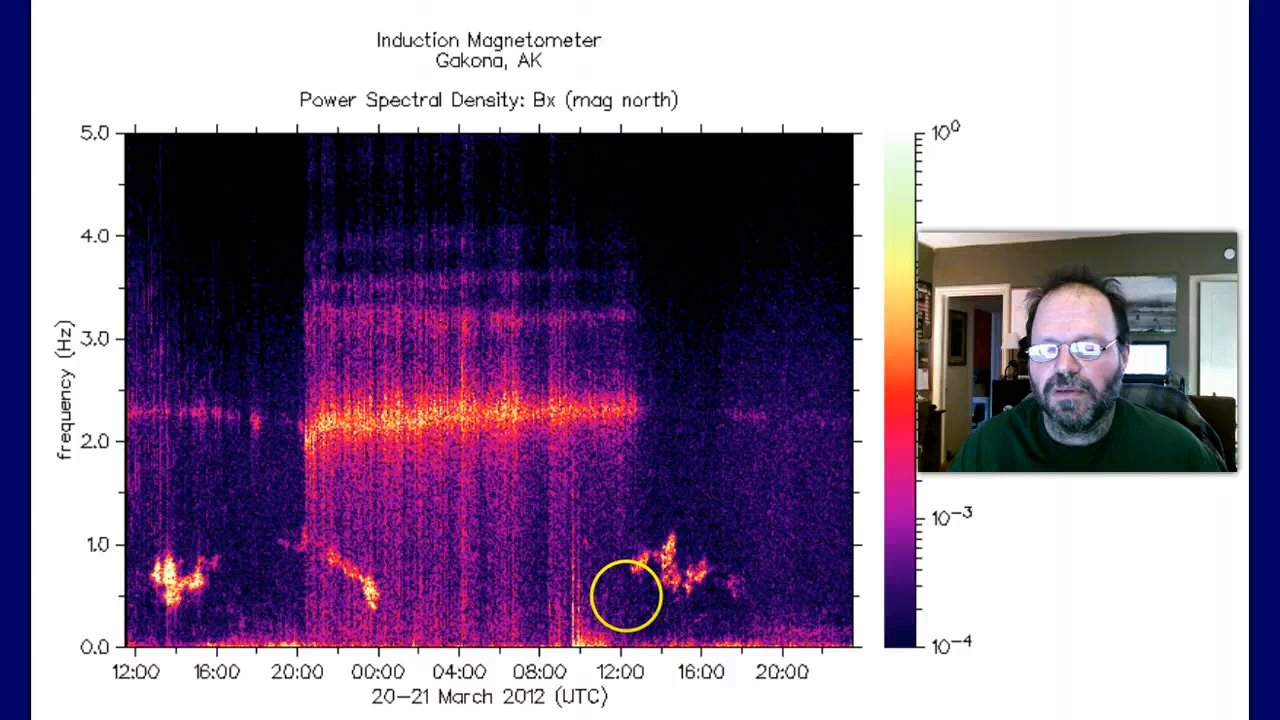 Induction Magnetometer
Gakona, AK
Power Spectral Density: Bx (mag north)
5.0
4.0
3.0
2.0
1.0
0.0
frequency (Hz)
12:00 16:00 20:00 00:00 04:00 08:00 12:00 16:00 20:00
20-21 March 2012 (UTC)
10⁰
10⁻³
10⁻⁴